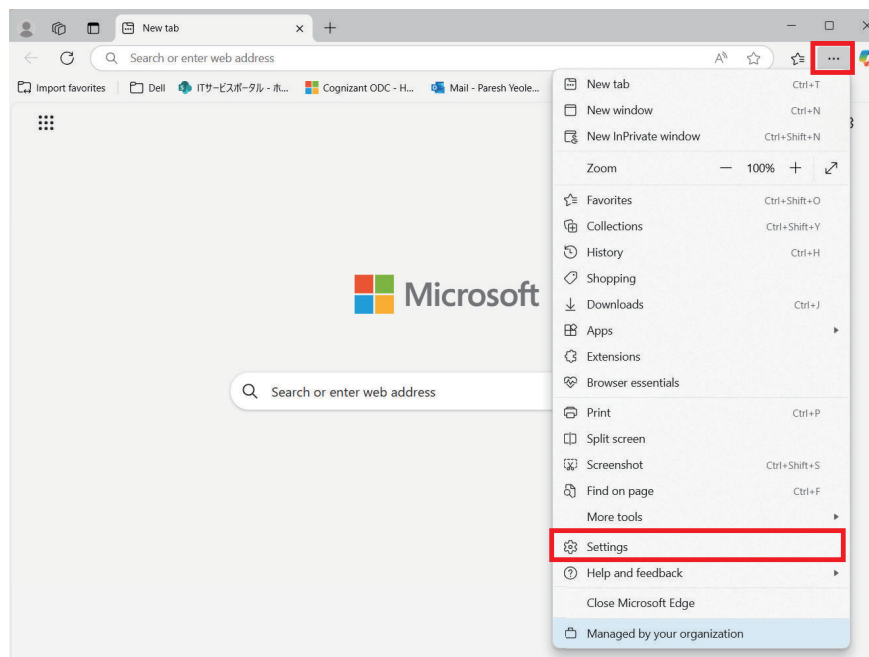 New tab
Search or enter web address
Import favorites
Dell
ITサービスポータル - ホ...
Cognizant ODC - H...
Mail - Paresh Yeole...
Microsoft
Search or enter web address
New tab Ctrl+T
New window Ctrl+N
New InPrivate window Ctrl+Shift+N
Zoom — 100% +
Favorites Ctrl+Shift+O
Collections Ctrl+Shift+Y
History Ctrl+H
Shopping
Downloads Ctrl+J
Apps
Extensions
Browser essentials
Print Ctrl+P
Split screen
Screenshot Ctrl+Shift+S
Find on page Ctrl+F
More tools
Settings
Help and feedback
Close Microsoft Edge
Managed by your organization